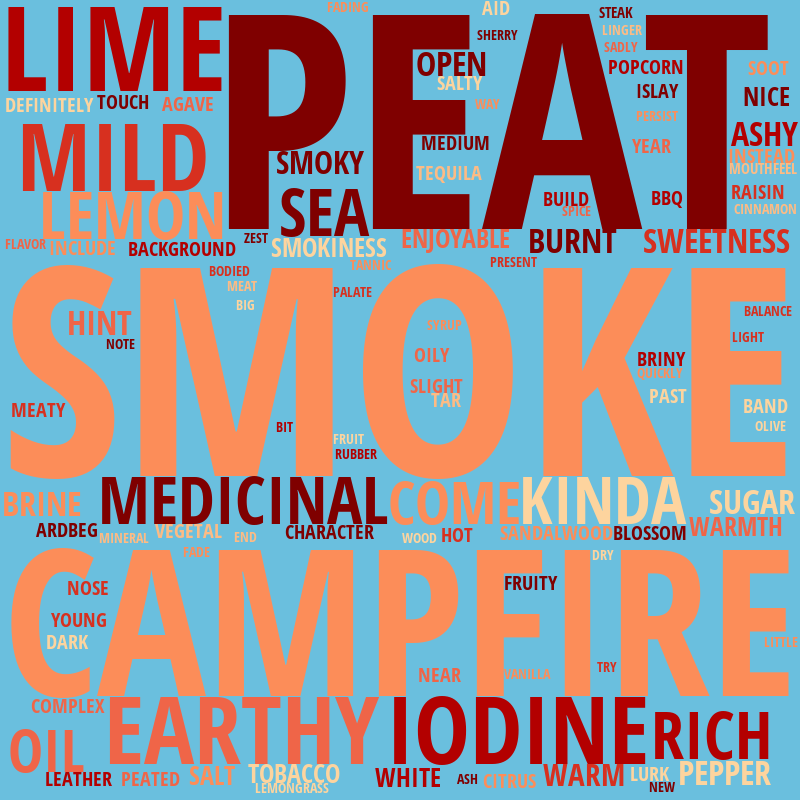 FADING
AID
STEAK
LIME
PEAT
SHERRY
LINGER
SADLY
OPEN
POPCORN
SOOT
SALTY
ISLAY
NICE
DEFINITELY
TOUCH
AGAVE
WAY
PERSIST
MILD
ASHY
SMOKY
MEDIUM
YEAR
INSTEAD
MOUTHFEEL
TEQUILA
SEA
BUILD
BBQ
RAISIN
LEMON
SPICE
CINNAMON
FLAVOR
INCLUDE
BACKGROUND
ZEST
SMOKINESS
ENJOYABLE
BURNT
SWEETNESS
TANNIC
PRESENT
BODIED
SMOKE
MEAT
PALATE
BIG
BALANCE
HINT
SYRUP
NOTE
LIGHT
OILY
BRINY
QUICKLY
SLIGHT
TAR
PAST
MEATY
BAND
BIT
OLIVE
FRUIT
RUBBER
BRINE
MEDICINAL
COME
KINDA
SUGAR
ARDBEG
MINERAL
VEGETAL
END
CHARACTER
WOOD
HOT
SANDALWOOD
BLOSSOM
WARMTH
FADE
DRY
CAMPFIRE
NOSE
FRUITY
YOUNG
DARK
LITTLE
NEAR
VANILLA
TRY
COMPLEX
EARTHY
IODINE
RICH
OIL
LEATHER
PEATED
SALT
TOBACCO
WHITE
ASH
CITRUS
WARM
LURK
PEPPER
LEMONGRASS
NEW